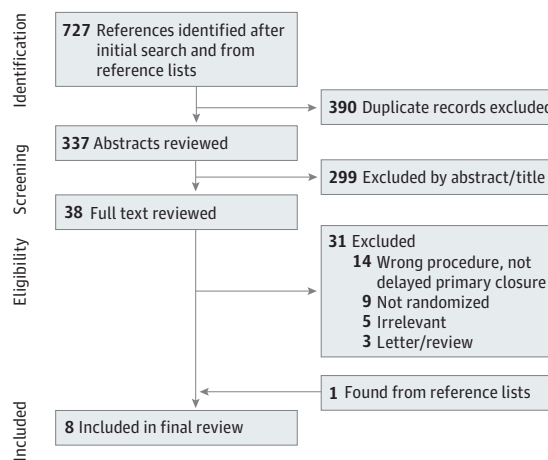 Identification
727 References identified after
initial search and from
reference lists
390 Duplicate records excluded
Screening
337 Abstracts reviewed
299 Excluded by abstract/title
38 Full text reviewed
Eligibility
31 Excluded
14 Wrong procedure, not
delayed primary closure
9 Not randomized
5 Irrelevant
3 Letter/review
1 Found from reference lists
Included
8 Included in final review